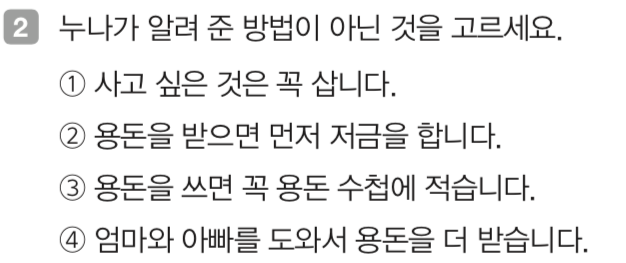 2 누나가 알려 준 방법이 아닌 것을 고르세요.
① 사고 싶은 것은 꼭 삽니다.
② 용돈을 받으면 먼저 저금을 합니다.
③ 용돈을 쓰면 꼭 용돈 수첩에 적습니다.
④ 엄마와 아빠를 도와서 용돈을 더 받습니다.